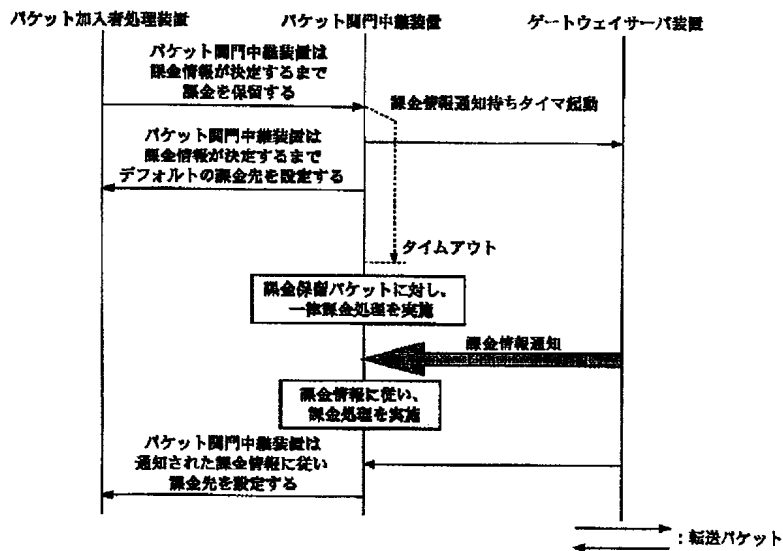 パケット加入者処理装置
パケット関門中継装置
ゲートウェイサーバ装置
パケット関門中継装置は
課金情報が決定するまで
課金を保留する
課金情報通知持ちタイマ起動
パケット関門中継装置は
課金情報が決定するまで
デフォルトの課金先を設定する
タイムアウト
課金保留パケットに対し、
一律課金処理を実施
課金情報通知
課金情報に従い、
課金処理を実施
パケット関門中継装置は
通知された課金情報に従い
課金先を設定する
：転送パケット